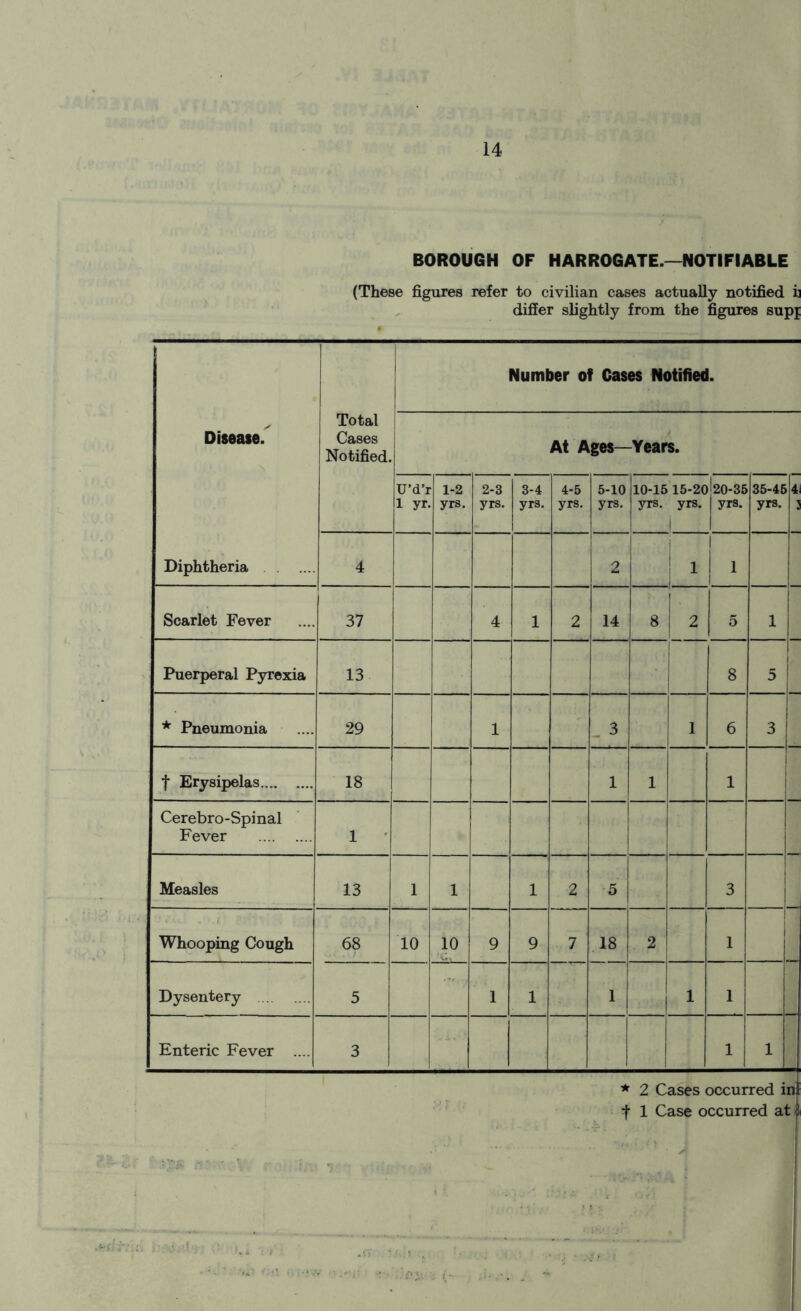 14
BOROUGH OF HARROGATE.—NOTIFIABLE
(These figures refer to civilian cases actually notified
differ slightly from the figures
Disease.
Total Cases Notified.
Number of Cases Notified.
At Ages—Years.
U'd'r 1 yr. 1-2 yrs. 2-3 yrs. 3-4 yrs. 4-5 yrs. 5-10 yrs. 10-15 yrs. 15-20 yrs. 20-35 yrs. 35-45 yrs.
Diphtheria .... 4 2 1 1
Scarlet Fever .... 37 4 1 2 14 8 2 5 1
Puerperal Pyrexia 13 8 5
* Pneumonia .... 29 1 3 1 6 3
† Erysipelas.... .... 18 1 1 1
Cerebro-Spinal
Fever .... .... 1
Measles 13 1 1 1 2 5 3
Whooping Cough 68 10 10 9 9 7 18 2 1
Dysentery .... .... 5 1 1 1 1 1
Enteric Fever .... 3 1 1
* 2 Cases occurred in
† 1 Case occurred at